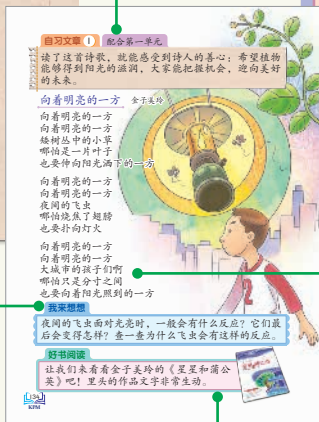 自习文章 1 配合第一单元
读了这首诗歌，就能感受到诗人的善心：希望植物
能够得到阳光的滋润，大家能把握机会，迎向美好
的未来。
向着明亮的一方 金子美玲
向着明亮的一方
向着明亮的一方
矮树丛中的小草
哪怕是一片叶子
也要伸向阳光洒下的一方
向着明亮的一方
向着明亮的一方
夜间的飞虫
哪怕烧焦了翅膀
也要扑向灯火
向着明亮的一方
向着明亮的一方
大城市的孩子们啊
哪怕只是分寸之间
也要向着阳光照到的一方
我来想想
夜间的飞虫面对光亮时，一般会有什么反应？它们最
后会变得怎样？查一查为什么飞虫会有这样的反应。
好书阅读
让我们来看看金子美玲的《星星和蒲公
英》吧！里头的作品文字非常生动。
134
KPM